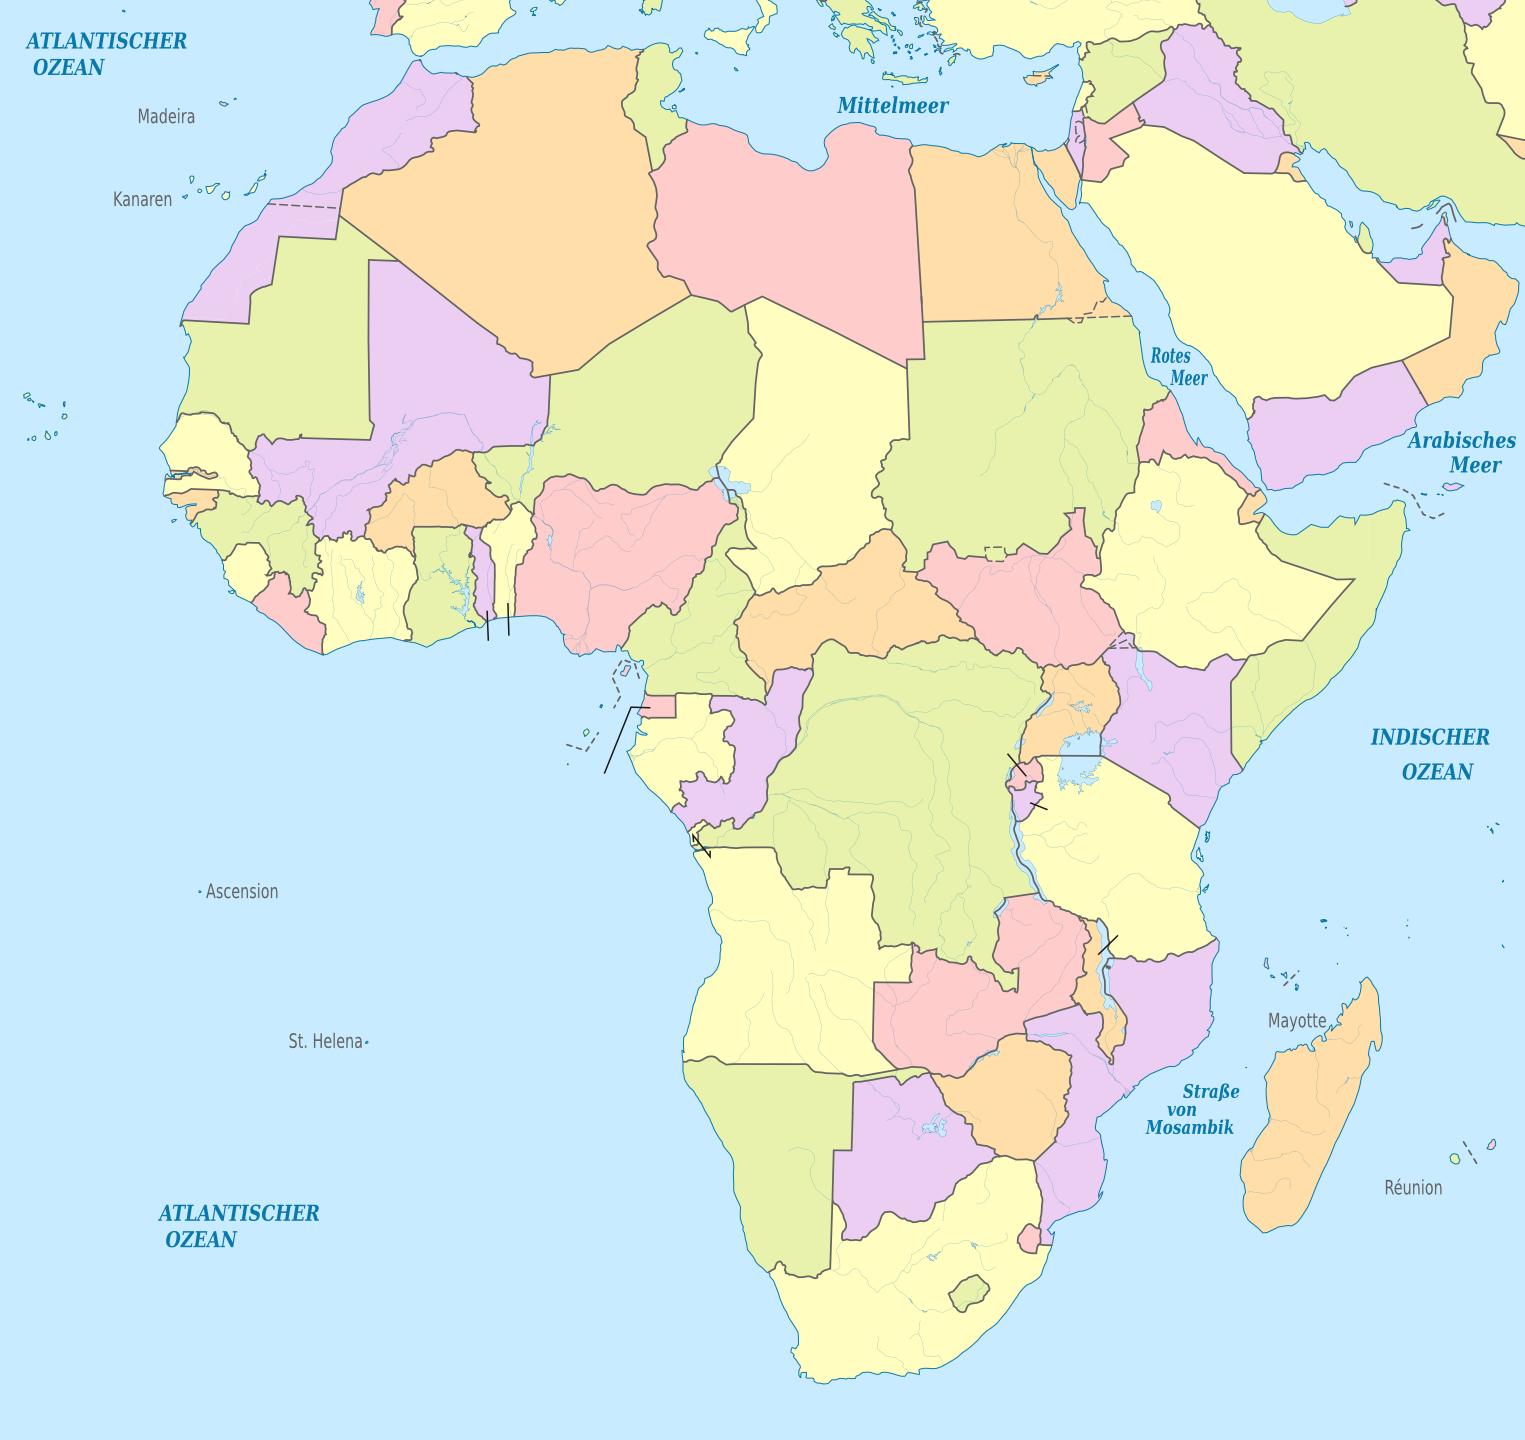 ATLANTISCHER
OZEAN
Madeira
Mittelmeer
Kanaren
Rotes
Meer
Arabisches
Meer
INDISCHER
OZEAN
Ascension
Mayotte
St. Helena
Straße
von
Mosambik
Réunion
ATLANTISCHER
OZEAN